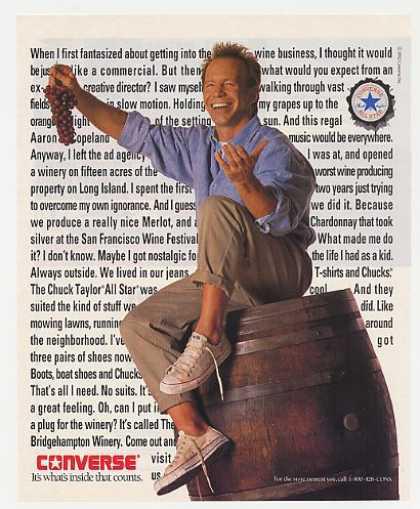 When I first fantasized about getting into the wine business, I thought it would
be just like a commercial. But then what would you expect from an
ex- creative director? I saw myself walking through vast
fields in slow motion. Holding my grapes up to the
orange light of the setting sun. And this regal
Aaron Copeland music would be everywhere.
Anyway, I left the ad agency I was at, and opened
a winery on fifteen acres of the worst wine producing
property on Long Island. I spent the first two years just trying
to overcome my own ignorance. And I guess we did it. Because
we produce a really nice Merlot, and a Chardonnay that took
silver at the San Francisco Wine Festival. What made me do
it? I don't know. Maybe I got nostalgic for the life I had as a kid.
Always outside. We lived in our jeans, T-shirts and Chucks.
The Chuck Taylor® All Star® was cool. And they
suited the kind of stuff we did. Like
mowing lawns, running around
the neighborhood. I've got
three pairs of shoes now.
Boots, boat shoes and Chucks.
That's all I need. No suits. It's
a great feeling. Oh, can I put in
a plug for the winery? It's called The
Bridgehampton Winery. Come out and
visit us
CONVERSE
ALL STAR
CONVERSE®
It's what's inside that counts.
For the store nearest you, call 1-800-428-CONS.